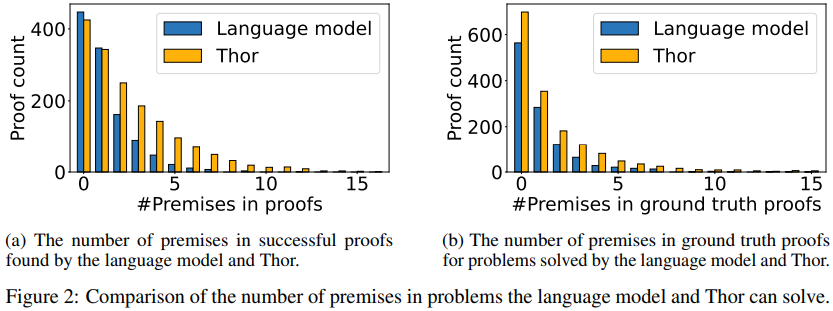 Proof count
400
200
0
Language model
Thor
0
5
10
15
#Premises in proofs
Proof count
600
400
200
0
Language model
Thor
0
5
10
15
#Premises in ground truth proofs
(a) The number of premises in successful proofs
found by the language model and Thor.
(b) The number of premises in ground truth proofs
for problems solved by the language model and Thor.
Figure 2: Comparison of the number of premises in problems the language model and Thor can solve.